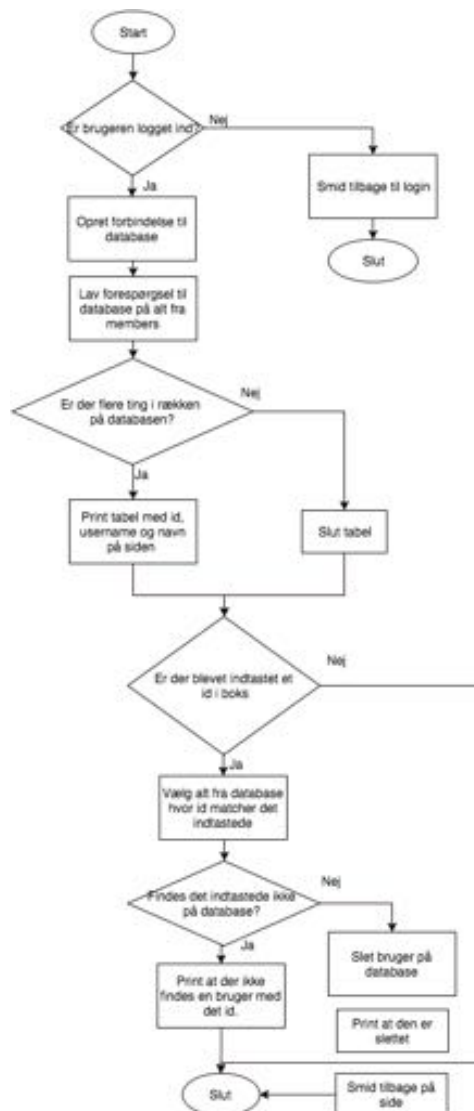 Start
Er brugeren logget ind?
Nej
Ja
Smid tilbage til login
Opret forbindelse til
database
Slut
Lav forespørgsel til
database på alt fra
members
Er der flere ting i rækken
på databasen?
Nej
Ja
Print tabel med id,
username og navn
på siden
Slut tabel
Er der blevet indtastet et
id i boks
Nej
Ja
Vælg alt fra database
hvor id matcher det
indtastede
Findes det indtastede ikke
på database?
Nej
Ja
Slet bruger på
database
Print at der ikke
findes en bruger med
det id.
Print at den er
slettet
Slut
Smid tilbage på
side